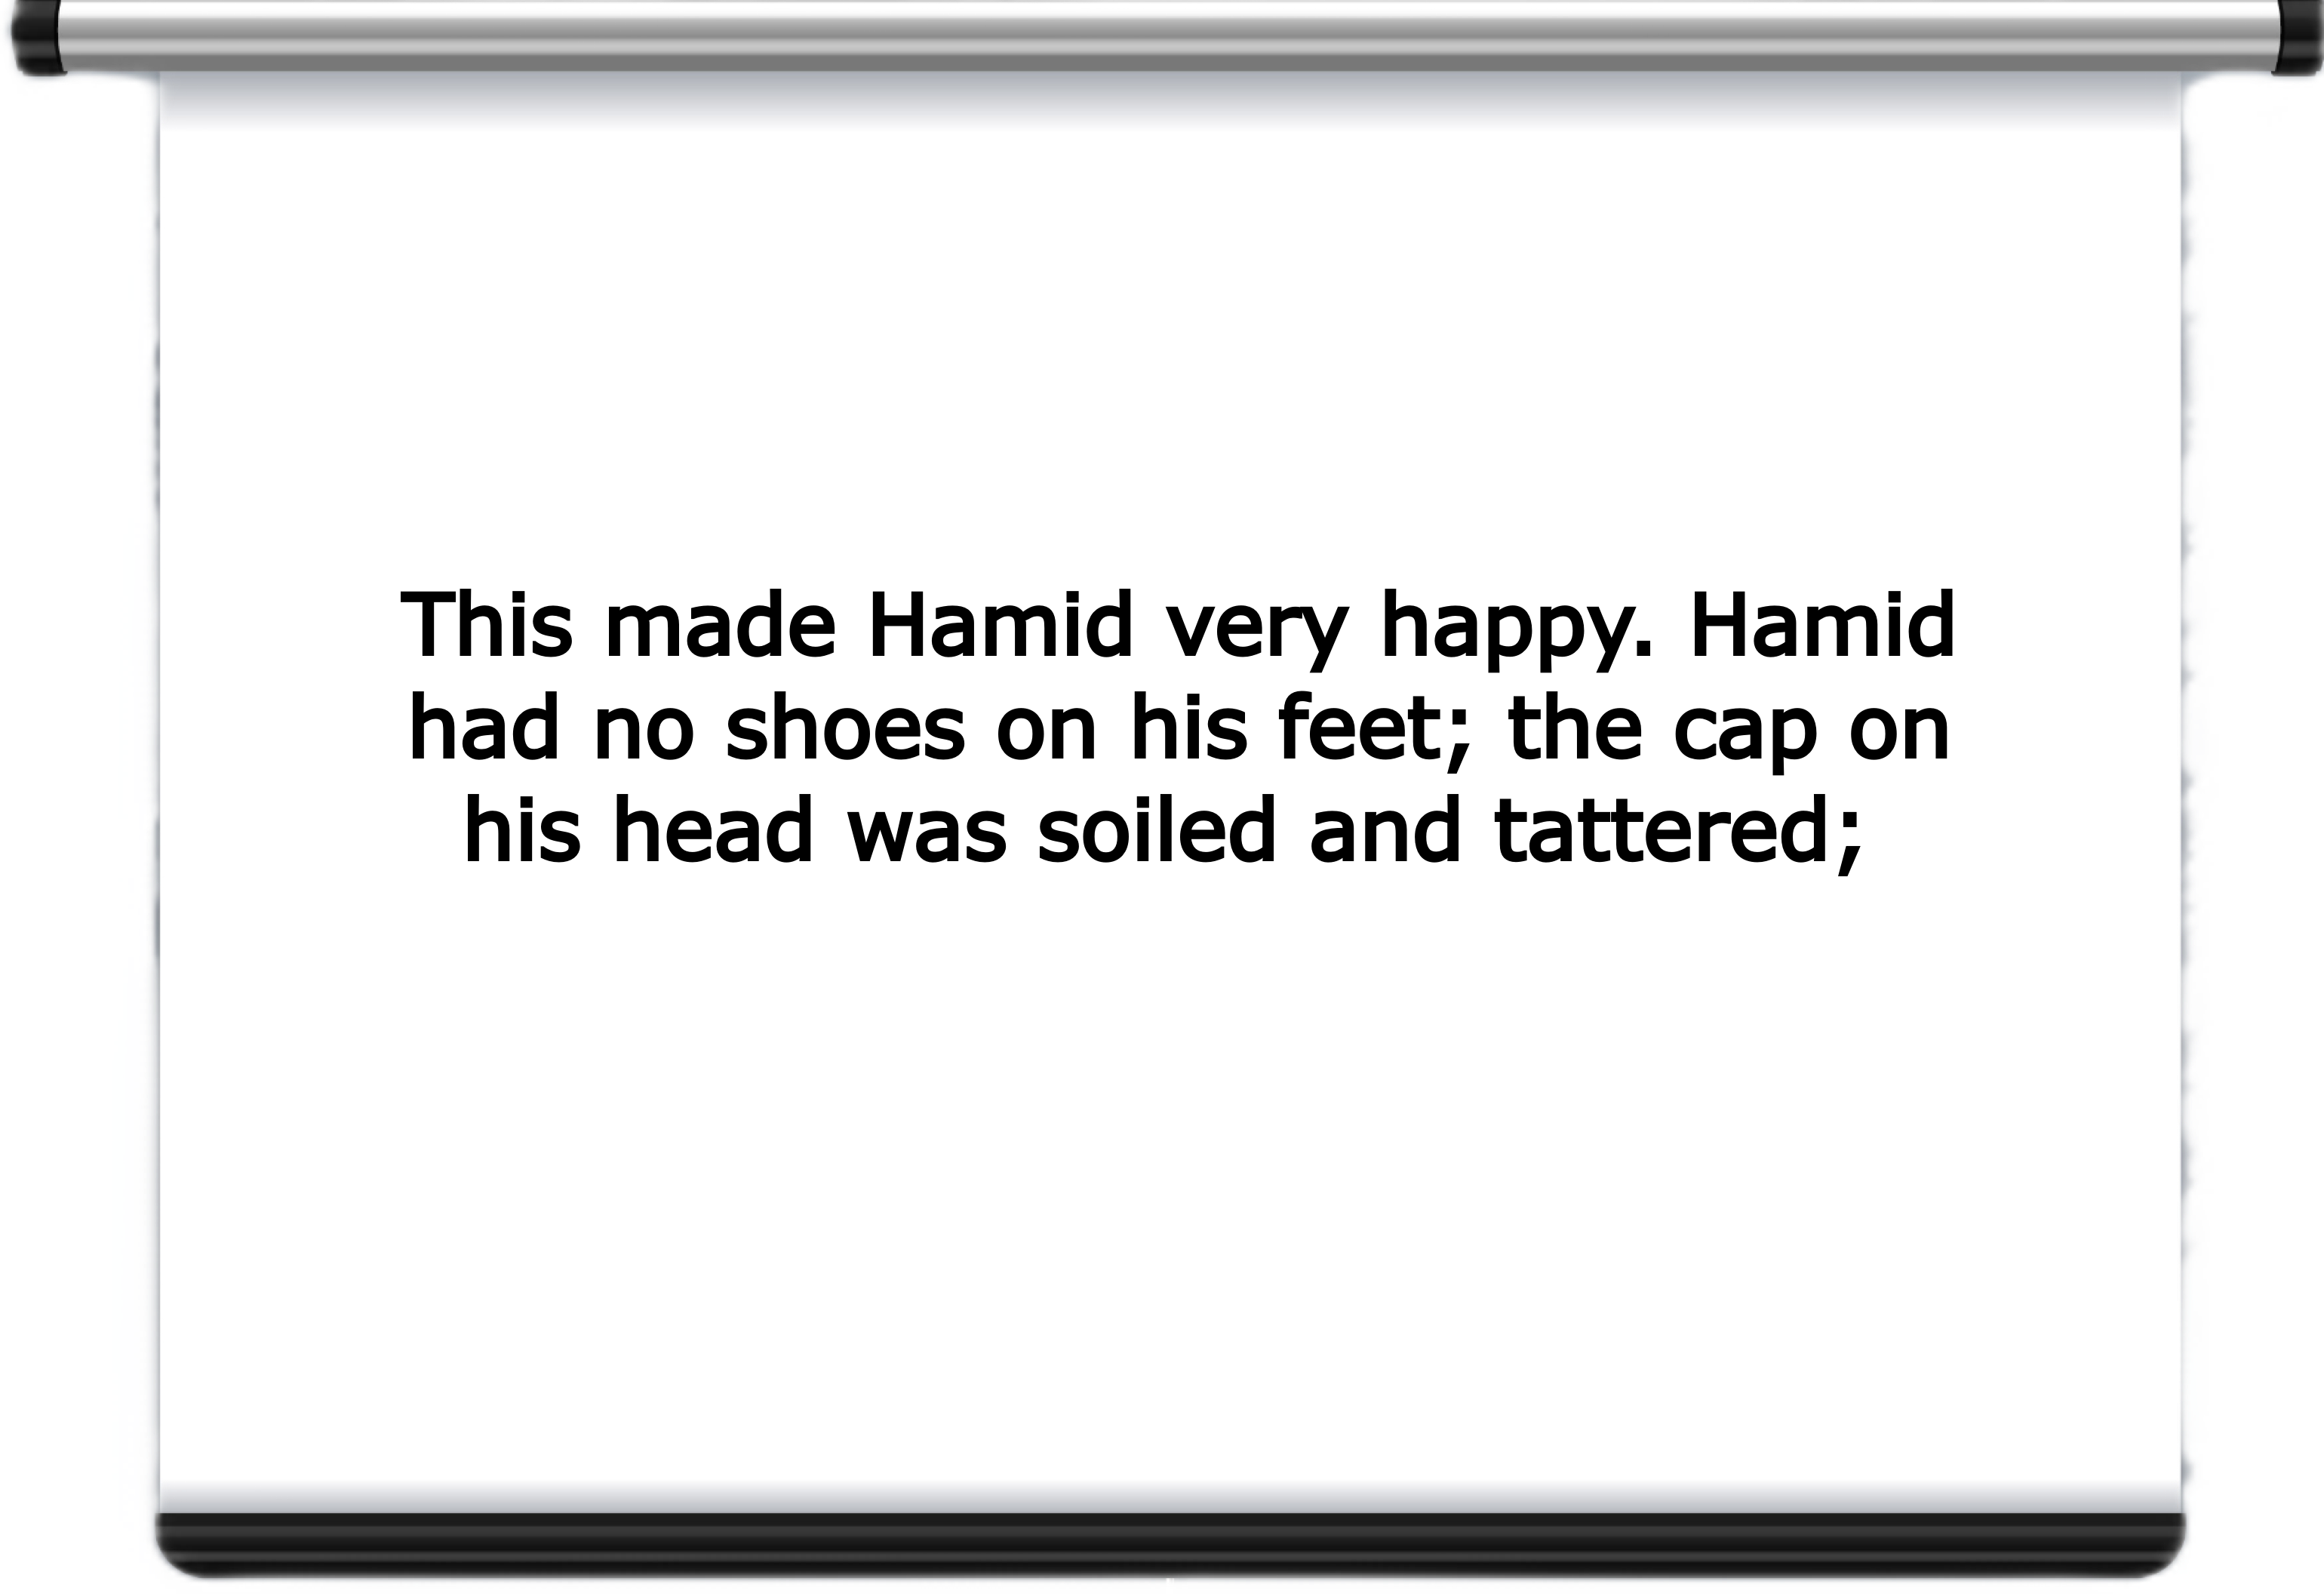 This made Hamid very happy. Hamid
had no shoes on his feet; the cap on
his head was soiled and tattered;